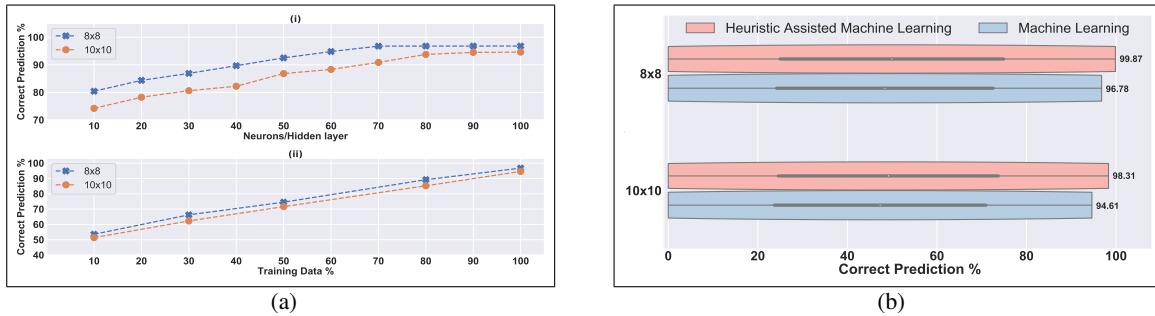 (i)
Correct Prediction %
100
90
80
70
8x8
10x10
10 20 30 40 50 60 70 80 90 100
Neurons/Hidden layer
(ii)
Correct Prediction %
100
90
80
70
60
50
40
8x8
10x10
10 20 30 40 50 60 70 80 90 100
Training Data %
(a)
Heuristic Assisted Machine Learning Machine Learning
8x8
99.87
96.78
10x10
98.31
94.61
0 20 40 60 80 100
Correct Prediction %
(b)